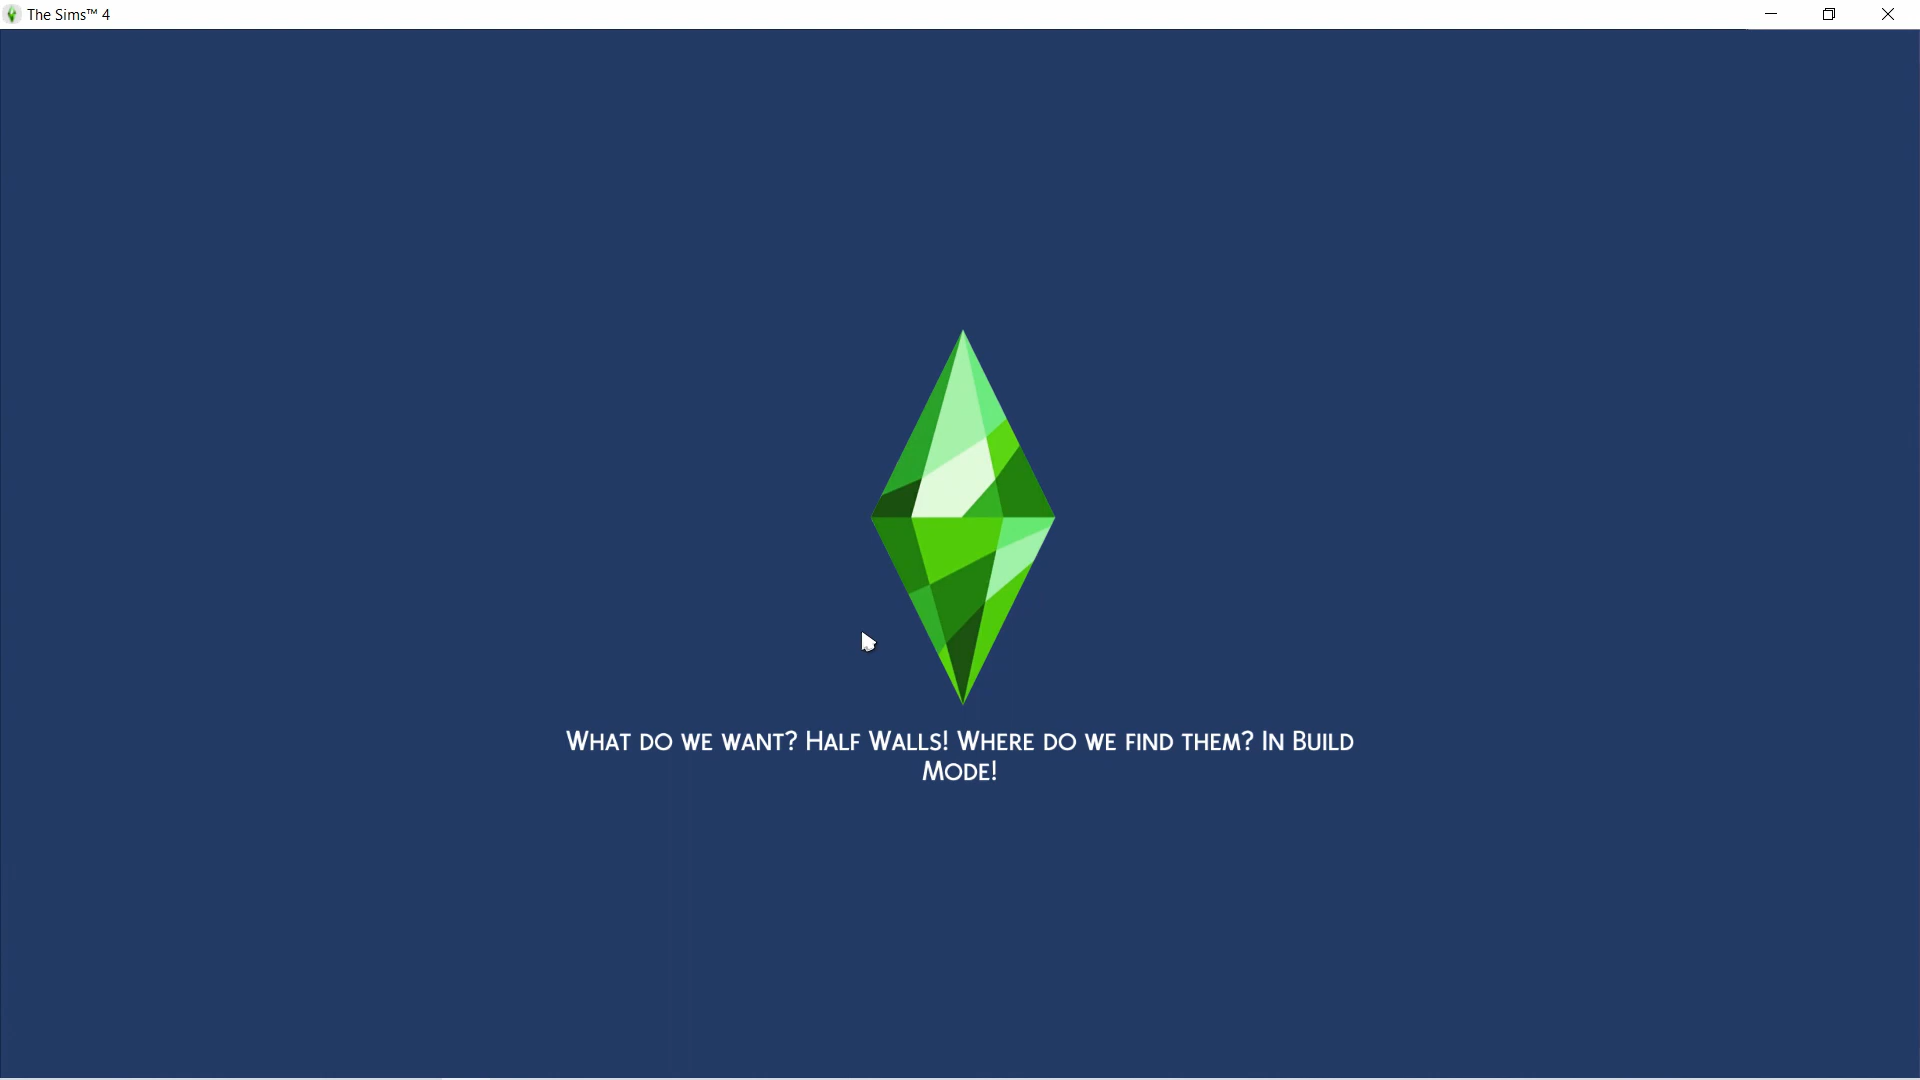 The Sims™ 4
What do we want? Half Walls! Where do we find them? In Build
Mode!